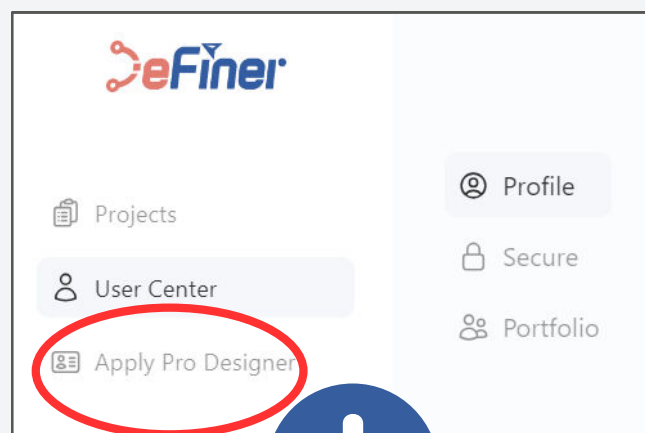 DeFiner
Projects
User Center
Apply Pro Designer
Profile
Secure
Portfolio